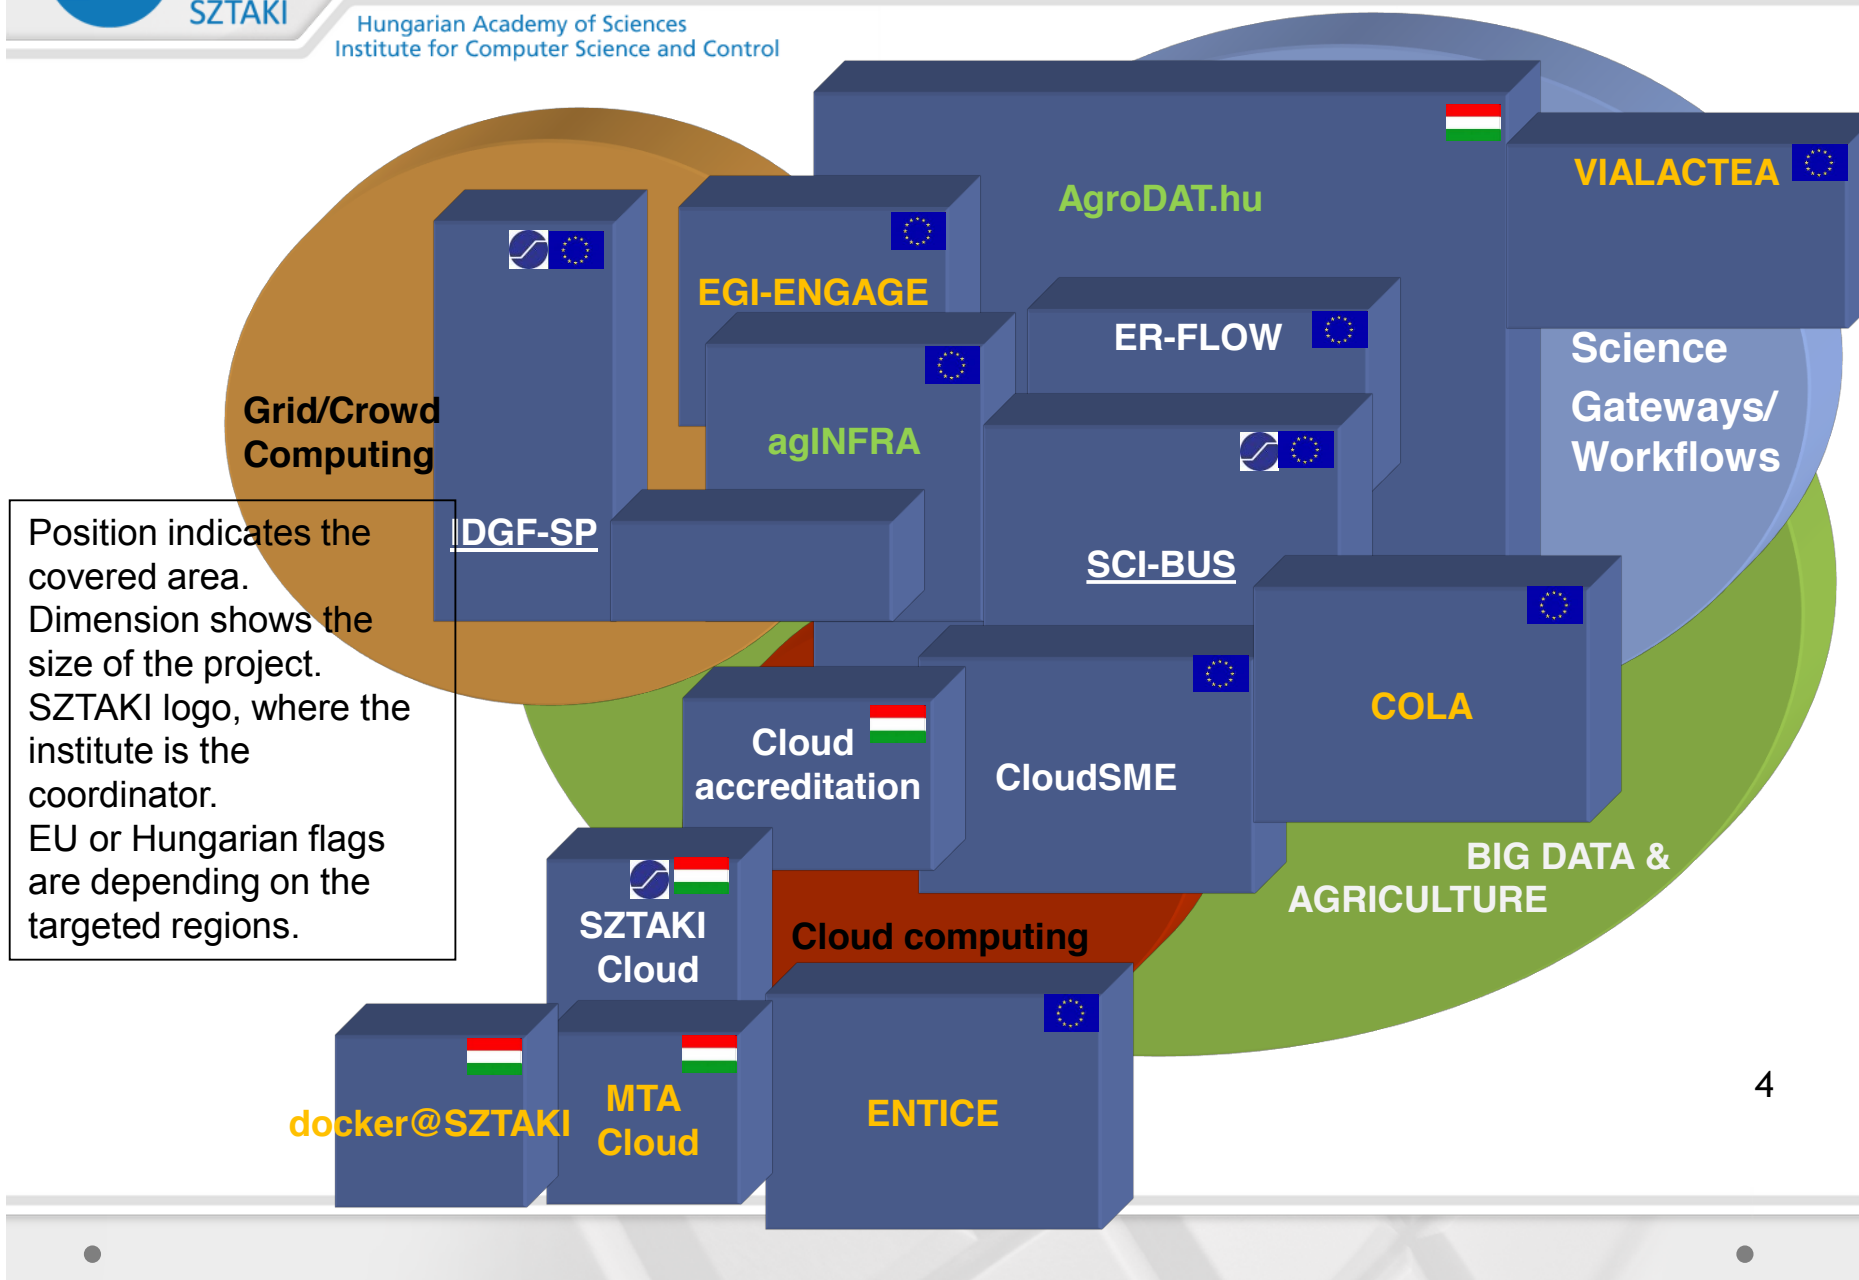 SZTAKI
Hungarian Academy of Sciences
Institute for Computer Science and Control
AgroDAT.hu
VIALACTEA
EGI-ENGAGE
ER-FLOW
Science
Gateways/
Workflows
Grid/Crowd
Computing
agINFRA
IDGF-SP
SCI-BUS
Position indicates the
covered area.
Dimension shows the
size of the project.
SZTAKI logo, where the
institute is the
coordinator.
EU or Hungarian flags
are depending on the
targeted regions.
COLA
Cloud
accreditation
CloudSME
BIG DATA &
AGRICULTURE
SZTAKI
Cloud
Cloud computing
docker@SZTAKI
MTA
Cloud
ENTICE
4